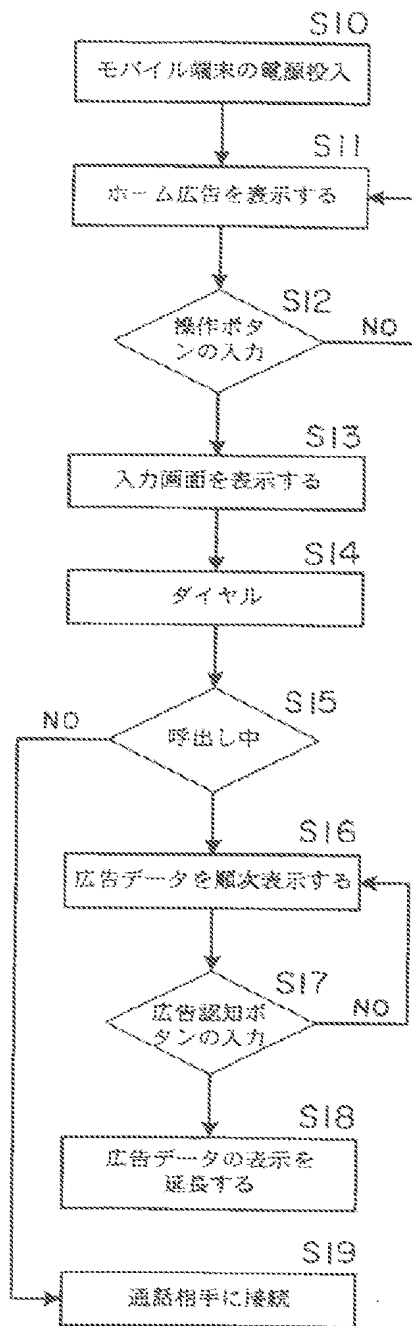 S10
モバイル端末の電源投入
S11
ホーム広告を表示する
S12
操作ボタ
ンの入力
NO
S13
入力画面を表示する
S14
ダイヤル
S15
NO
呼出し中
S16
広告データを順次表示する
S17
広告認知ボ
タンの入力
NO
S18
広告データの表示を
延長する
S19
通話相手に接続